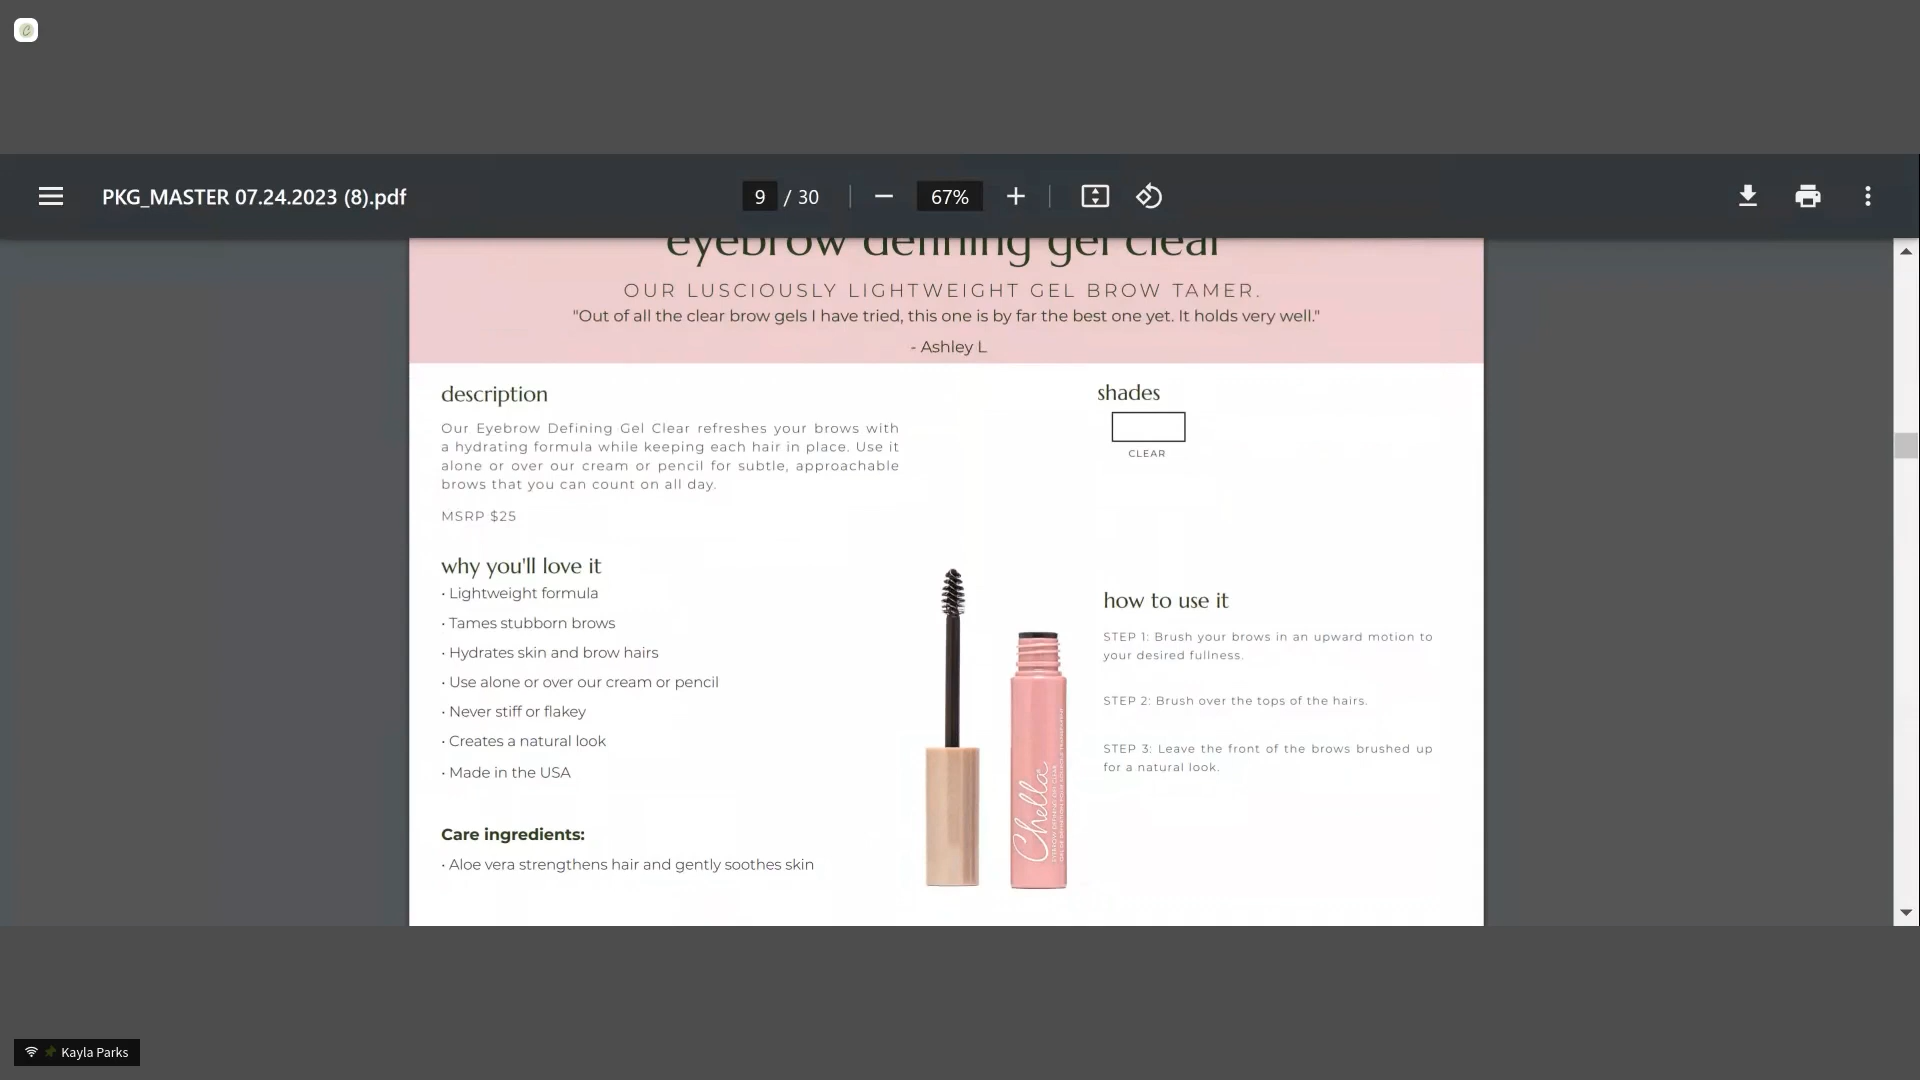 PKG_MASTER 07.24.2023 (8).pdf
9 / 30
67%
eyebrow defining gel clear
OUR LUSCIOUSLY LIGHTWEIGHT GEL BROW TAMER.
"Out of all the clear brow gels I have tried, this one is by far the best one yet. It holds very well."
- Ashley L
description
Our Eyebrow Defining Gel Clear refreshes your brows with
a hydrating formula while keeping each hair in place. Use it
alone or over our cream or pencil for subtle, approachable
brows that you can count on all day.
MSRP $25
why you'll love it
· Lightweight formula
· Tames stubborn brows
· Hydrates skin and brow hairs
· Use alone or over our cream or pencil
· Never stiff or flakey
· Creates a natural look
· Made in the USA
Care ingredients:
· Aloe vera strengthens hair and gently soothes skin
Chella
shades
CLEAR
how to use it
STEP 1: Brush your brows in an upward motion to
your desired fullness.
STEP 2: Brush over the tops of the hairs.
STEP 3: Leave the front of the brows brushed up
for a natural look.
Kayla Parks